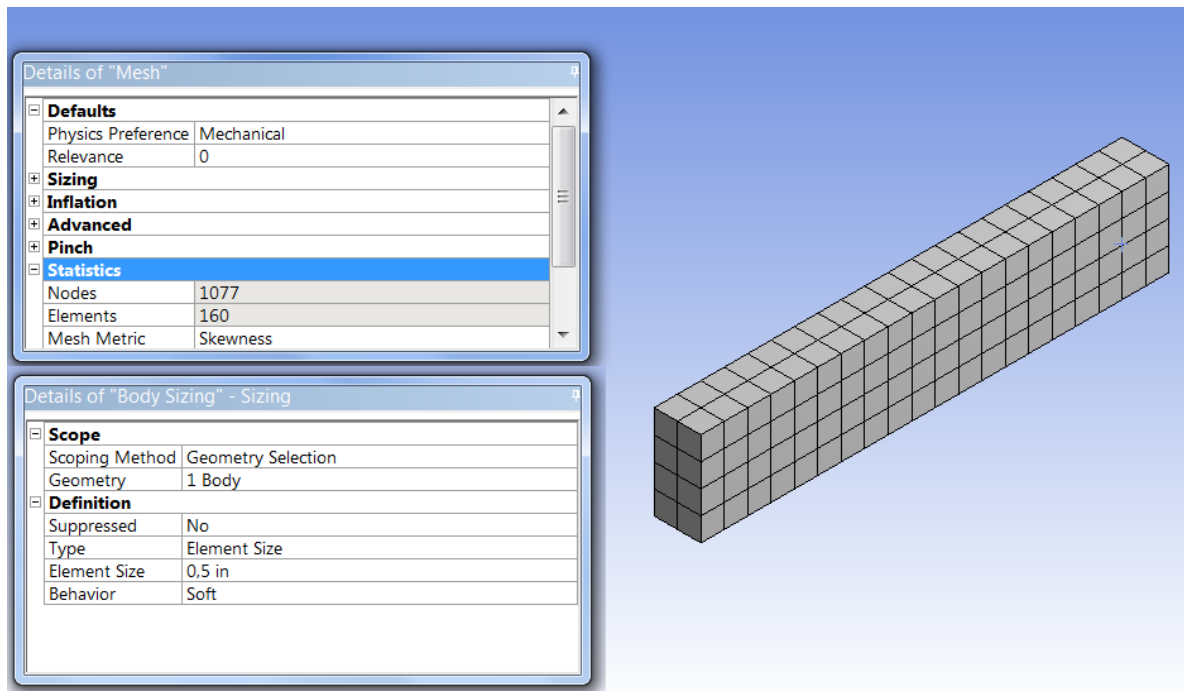 Details of "Mesh"
Defaults
Physics Preference Mechanical
Relevance 0
Sizing
Inflation
Advanced
Pinch
Statistics
Nodes 1077
Elements 160
Mesh Metric Skewness
Details of "Body Sizing" - Sizing
Scope
Scoping Method Geometry Selection
Geometry 1 Body
Definition
Suppressed No
Type Element Size
Element Size 0,5 in
Behavior Soft